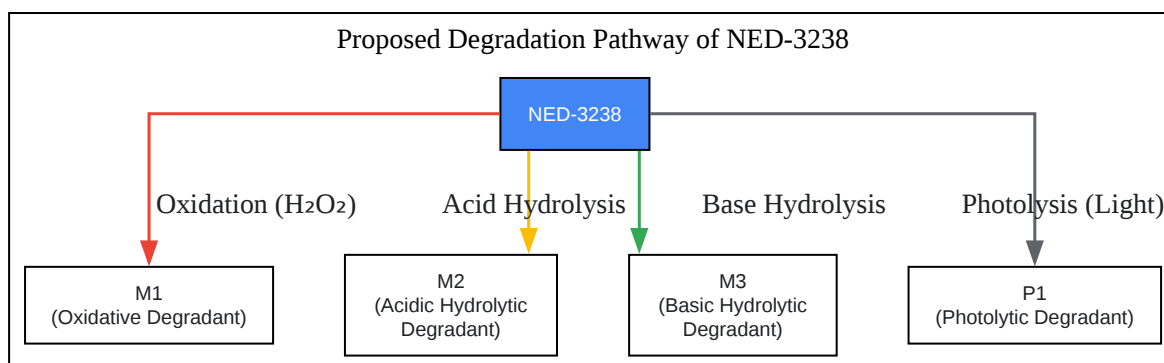 Proposed Degradation Pathway of NED-3238
NED-3238
Oxidation (H₂O₂)
Acid Hydrolysis
Base Hydrolysis
Photolysis (Light)
M1
(Oxidative Degradant)
M2
(Acidic Hydrolytic
Degradant)
M3
(Basic Hydrolytic
Degradant)
P1
(Photolytic Degradant)